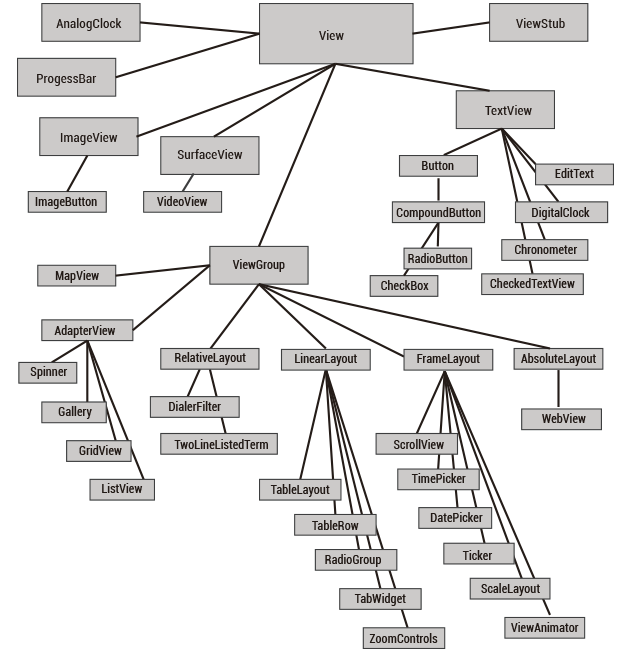 AnalogClock
View
ViewStub
ProgessBar
TextView
ImageView
SurfaceView
Button
EditText
ImageButton
VideoView
CompoundButton
DigitalClock
Chronometer
RadioButton
ViewGroup
MapView
CheckBox
CheckedTextView
AdapterView
RelativeLayout
LinearLayout
FrameLayout
AbsoluteLayout
Spinner
Gallery
DialerFilter
WebView
GridView
TwoLineListedTerm
ScrollView
ListView
TableLayout
TimePicker
TableRow
DatePicker
RadioGroup
Ticker
TabWidget
ScaleLayout
ZoomControls
ViewAnimator